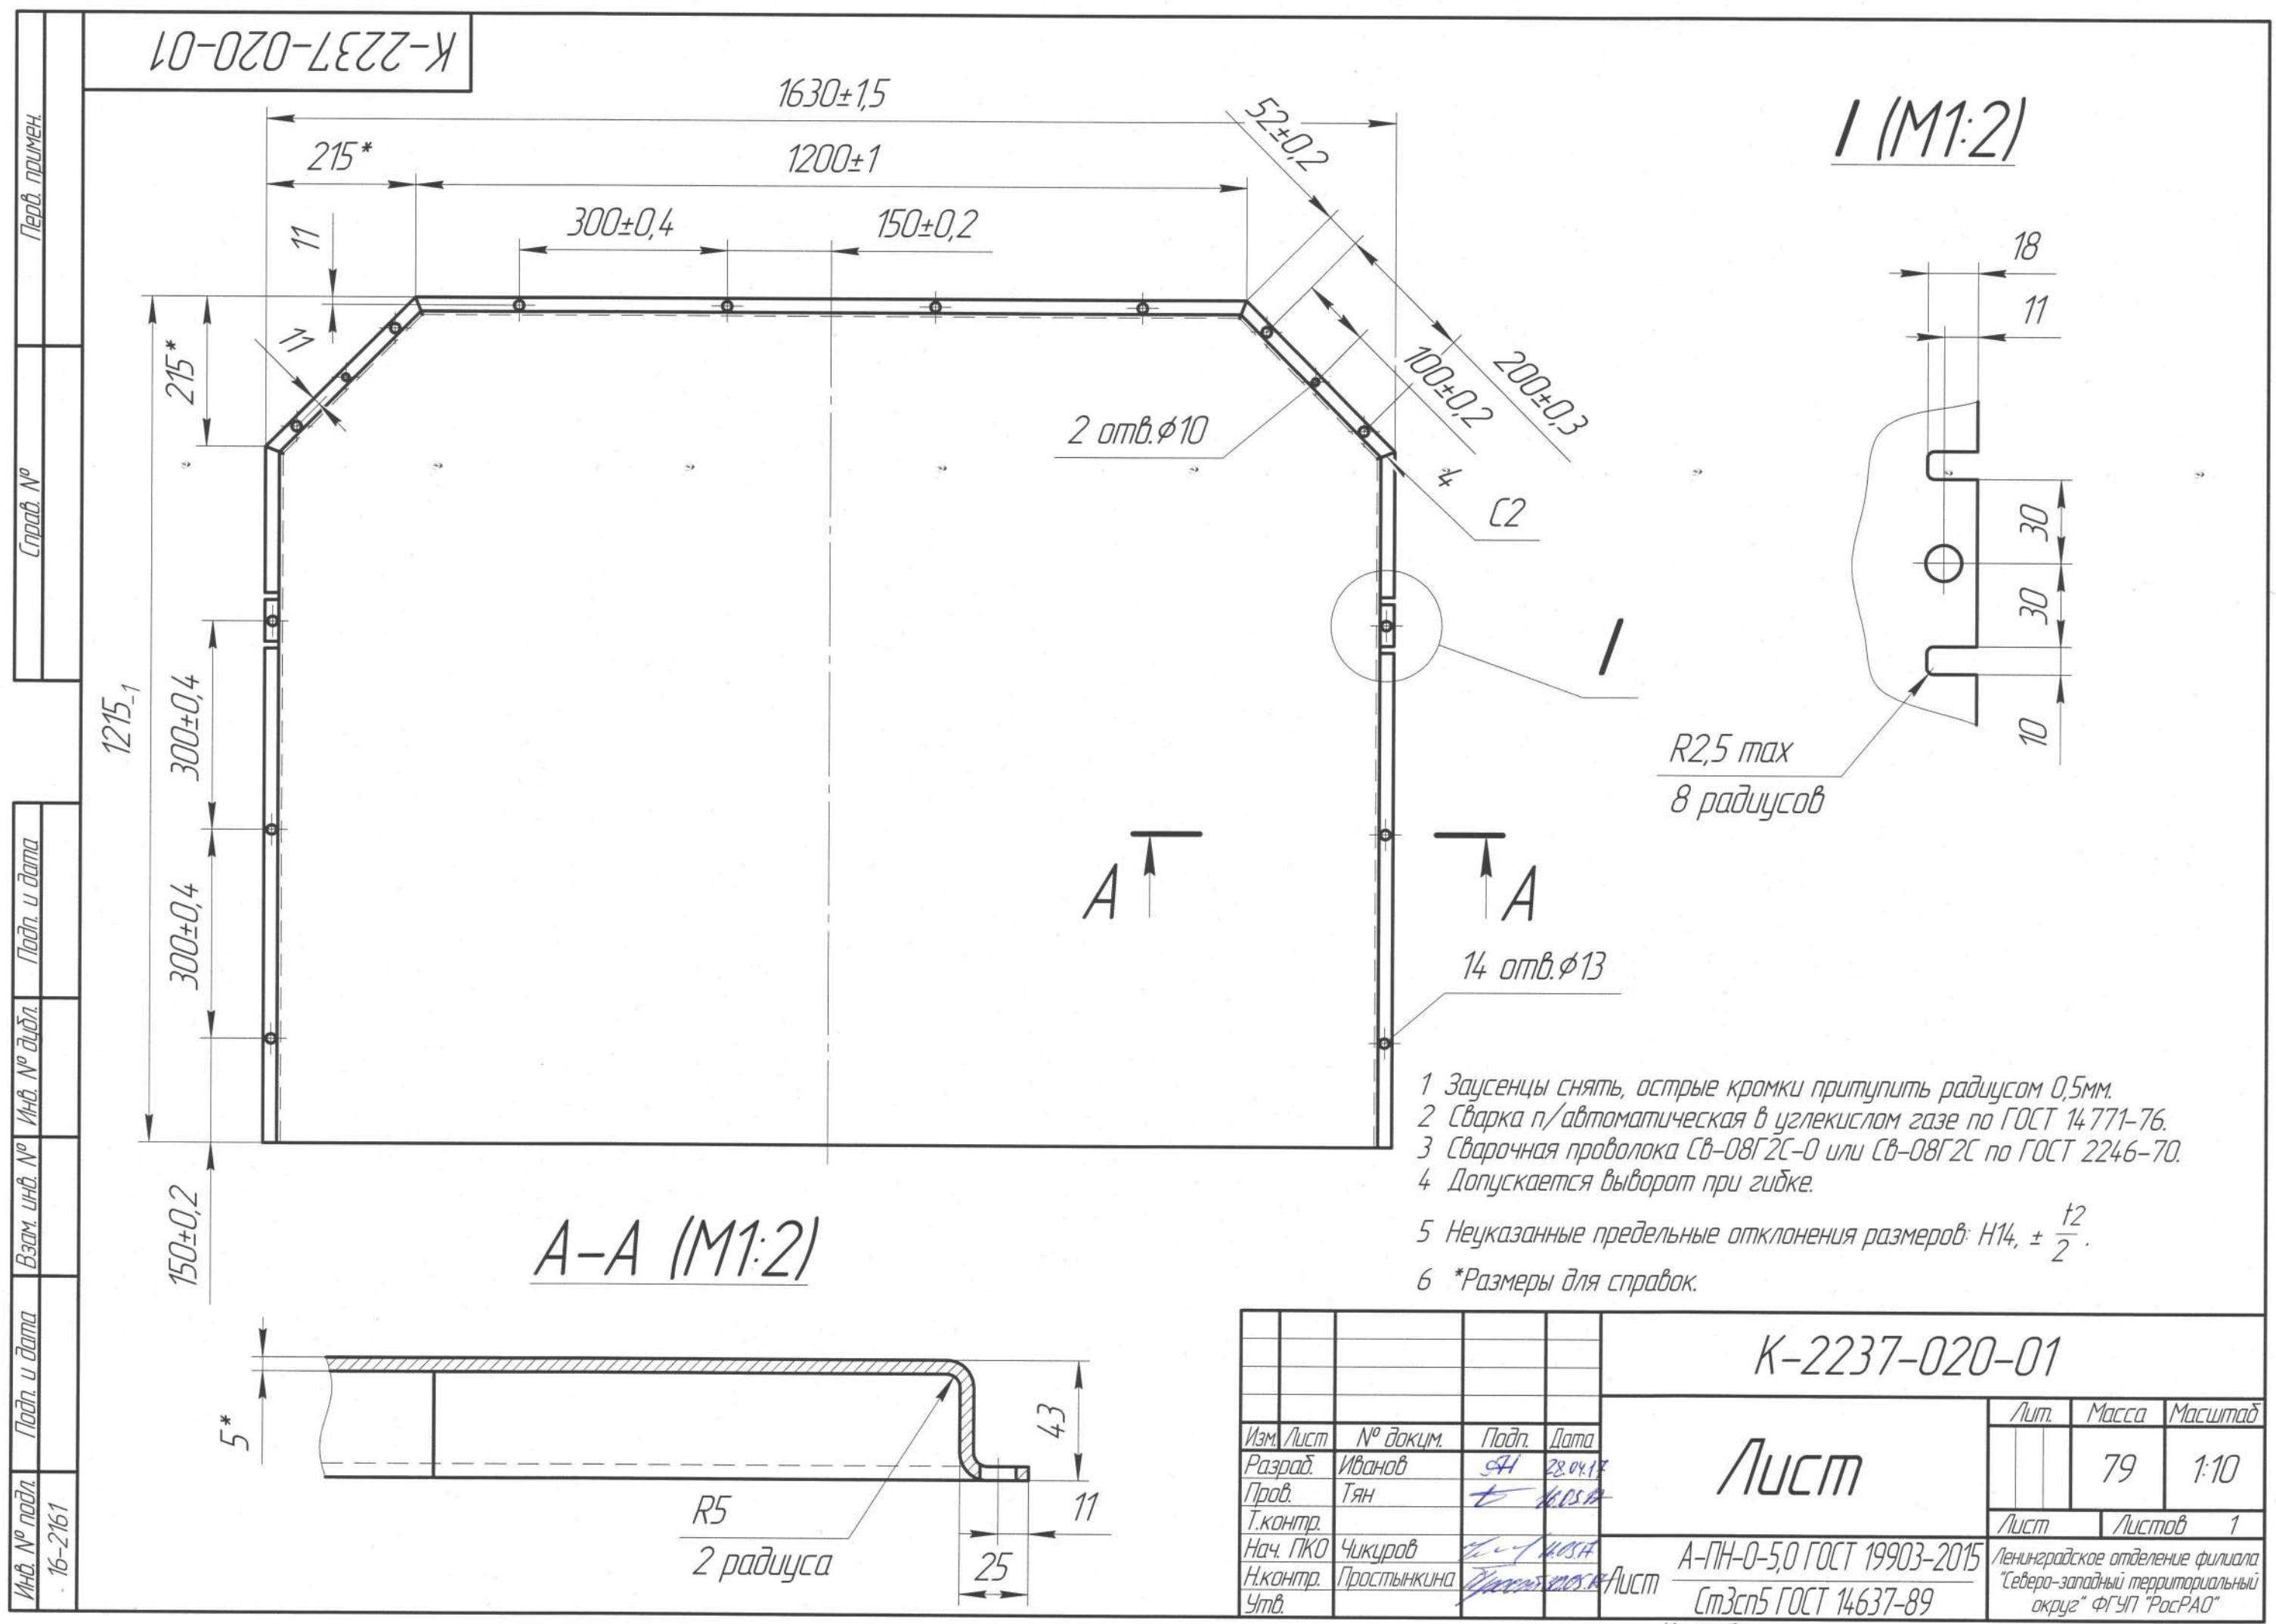 К-2237-020-01
Перв. примен.
Справ. №
Подп. и дата
Инв. № дубл.
Взам. инв. №
Подп. и дата
Инв. № подл.
16-2161
1630±1,5
215*
1200±1
300±0,4
150±0,2
11
52±0,2
200±0,3
100±0,2
2 отв.⌀10
4
С2
215*
11
1215₋₁
300±0,4
300±0,4
150±0,2
I
А
А
14 отв.⌀13
I (М1:2)
18
11
30
30
10
R2,5 max
8 радиусов
А-А (М1:2)
5*
43
11
25
R5
2 радиуса
1 Заусенцы снять, острые кромки притупить радиусом 0,5мм.
2 Сварка п/автоматическая в углекислом газе по ГОСТ 14771-76.
3 Сварочная проволока Св-08Г2С-О или Св-08Г2С по ГОСТ 2246-70.
4 Допускается выворот при гибке.
5 Неуказанные предельные отклонения размеров: Н14, ± t2/2.
6 *Размеры для справок.
К-2237-020-01
Изм. Лист № докум. Подп. Дата
Разраб. Иванов 28.04.17
Пров. Тян
Т.контр.
Нач. ПКО Чикуров
Н.контр. Простынкина
Утв.
Лист
Лит. Масса Масштаб
79 1:10
Лист Листов 1
Лист А-ПН-О-5,0 ГОСТ 19903-2015
Ст3сп5 ГОСТ 14637-89
Ленинградское отделение филиала
"Северо-западный территориальный
округ" ФГУП "РосРАО"